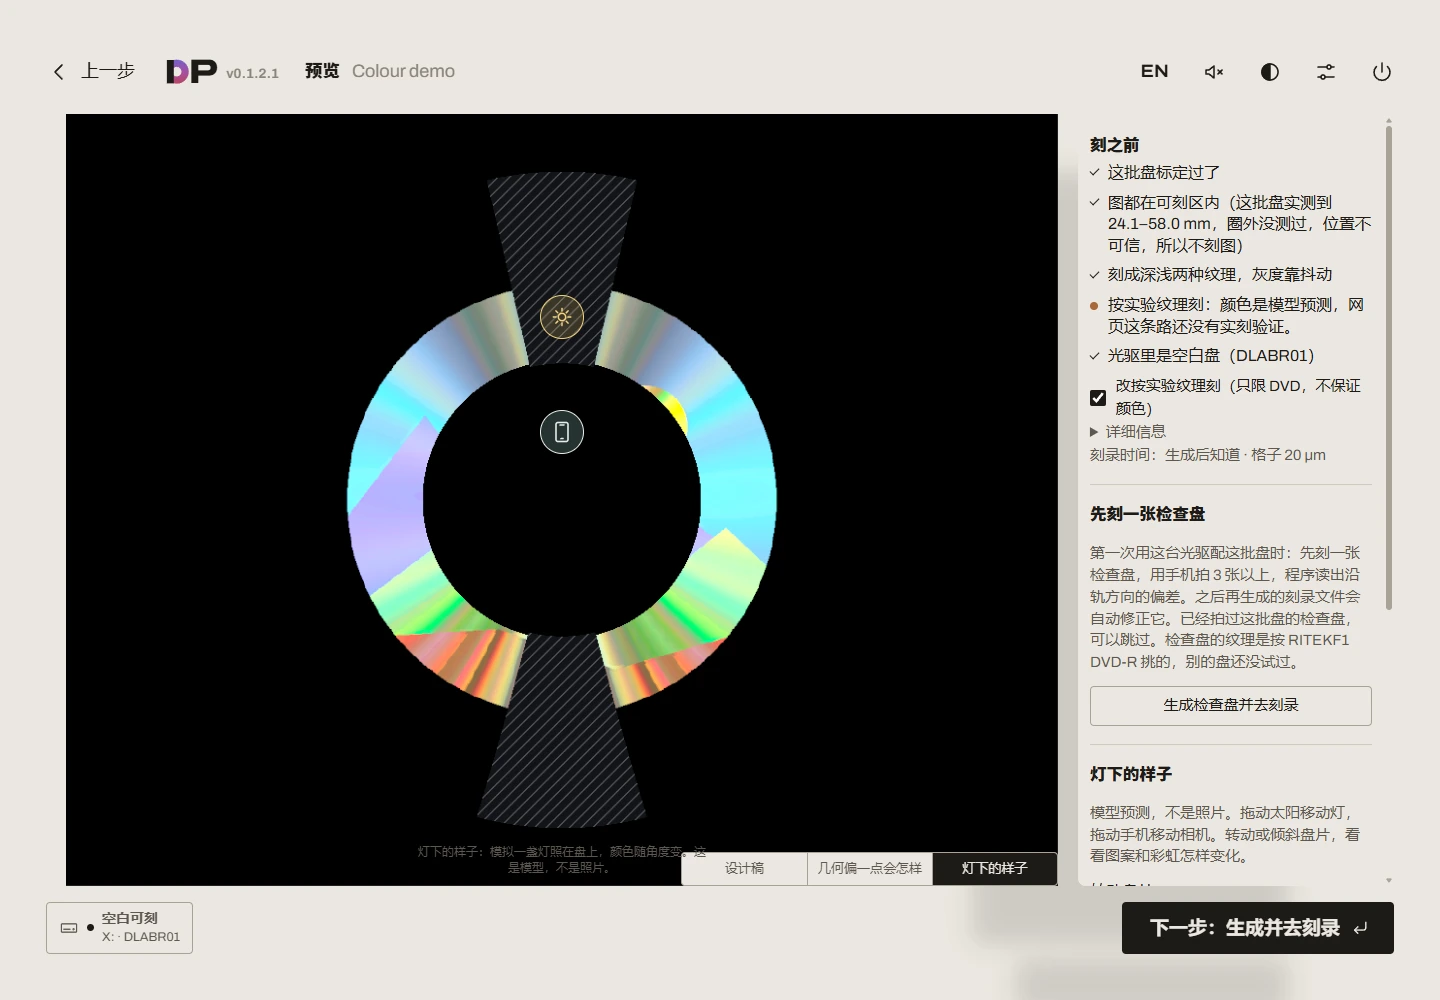 上一步
DP v0.1.2.1
预览 Colour demo
EN
刻之前
这批盘标定过了
图都在可刻区内（这批盘实测到
24.1–58.0 mm，圈外没测过，位置不
可信，所以不刻图）
刻成深浅两种纹理，灰度靠抖动
按实验纹理刻：颜色是模型预测，网
页这条路还没有实刻验证。
光驱里是空白盘（DLABR01）
改按实验纹理刻（只限 DVD，不保证
颜色）
详细信息
刻录时间：生成后知道 · 格子 20 µm
先刻一张检查盘
第一次用这台光驱配这批盘时：先刻一张
检查盘，用手机拍 3 张以上，程序读出沿
轨方向的偏差。之后再生成的刻录文件会
自动修正它。已经拍过这批盘的检查盘，
可以跳过。检查盘的纹理是按 RITEKF1
DVD-R 挑的，别的盘还没试过。
生成检查盘并去刻录
灯下的样子
模型预测，不是照片。拖动太阳移动灯，
拖动手机移动相机。转动或倾斜盘片，看
看图案和彩虹怎样变化。
灯下的样子：模拟一盏灯照在盘上，颜色随角度变。这
是模型，不是照片。
设计稿
几何偏一点会怎样
灯下的样子
空白可刻
X: · DLABR01
下一步：生成并去刻录